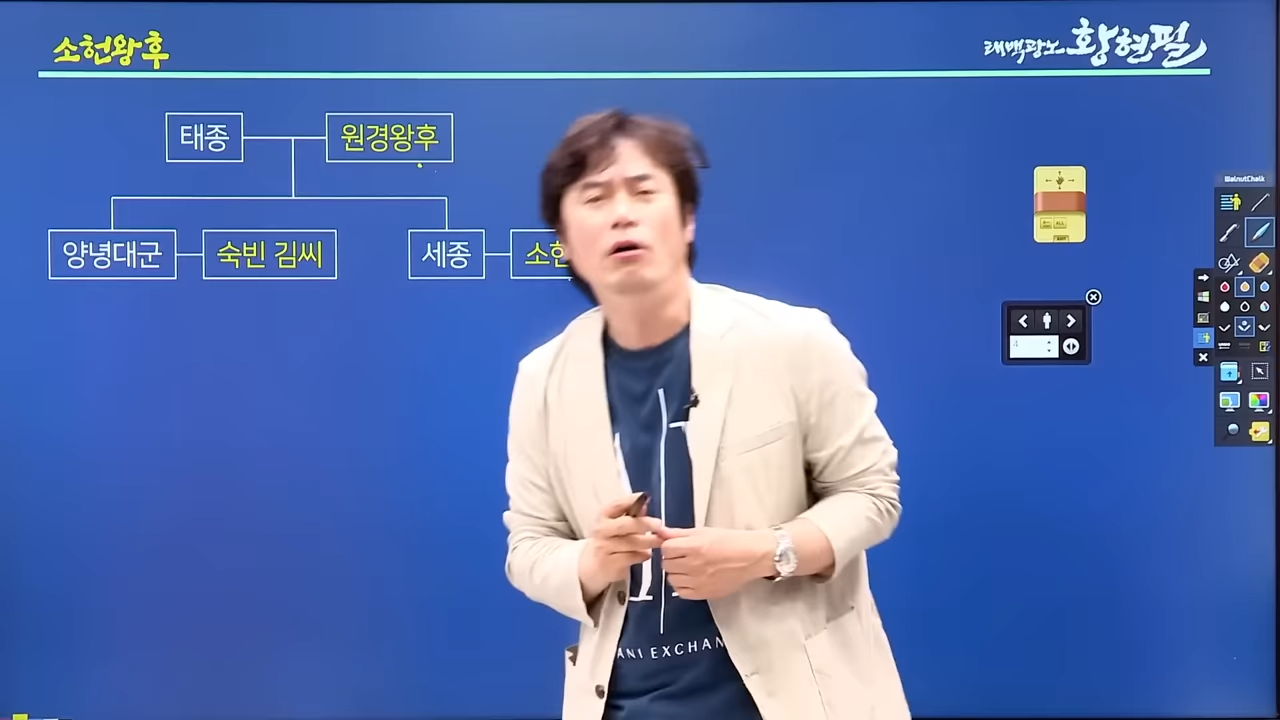 소헌왕후
태백광노 황현필
태종
원경왕후
양녕대군
숙빈 김씨
세종
소헌
WalnutChalk
ANI EXCHAN